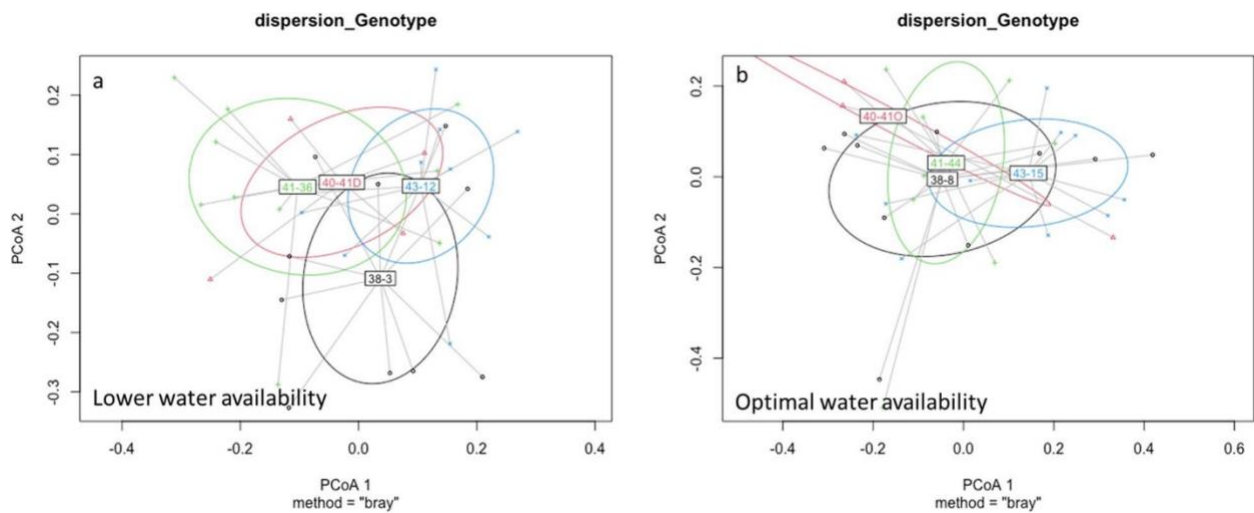 dispersion_Genotype
a
PCoA 2
0.2
0.1
0.0
-0.1
-0.2
-0.3
41-36
40-41D
43-12
38-3
Lower water availability
-0.4
-0.2
0.0
0.2
0.4
PCoA 1
method = "bray"
dispersion_Genotype
b
PCoA 2
0.2
0.0
-0.2
-0.4
40-41O
41-44
38-8
43-15
Optimal water availability
-0.4
-0.2
0.0
0.2
0.4
0.6
PCoA 1
method = "bray"